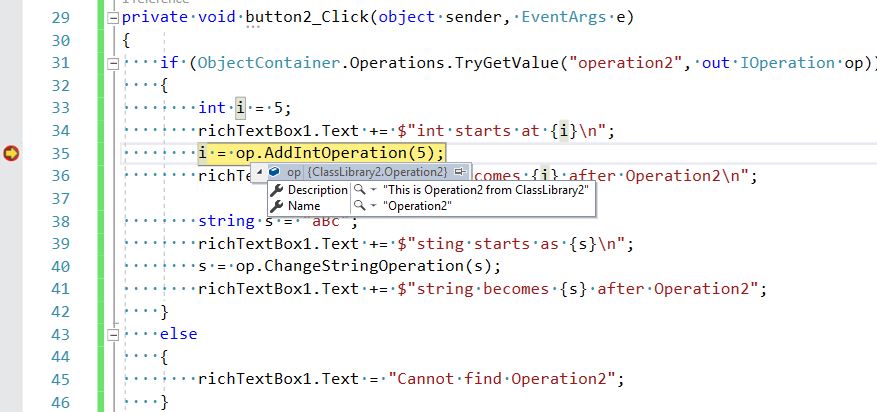 1 reference
29 private void button2_Click(object sender, EventArgs e)
30 {
31 if (ObjectContainer.Operations.TryGetValue("operation2", out IOperation op))
32 {
33 int i = 5;
34 richTextBox1.Text += $"int starts at {i}\n";
35 i = op.AddIntOperation(5);
op {ClassLibrary2.Operation2}
36 richTe ecomes {i} after Operation2\n";
Description "This is Operation2 from ClassLibrary2"
37 Name "Operation2"
38 string s = "aBc";
39 richTextBox1.Text += $"sting starts as {s}\n";
40 s = op.ChangeStringOperation(s);
41 richTextBox1.Text += $"string becomes {s} after Operation2";
42 }
43 else
44 {
45 richTextBox1.Text = "Cannot find Operation2";
46 }